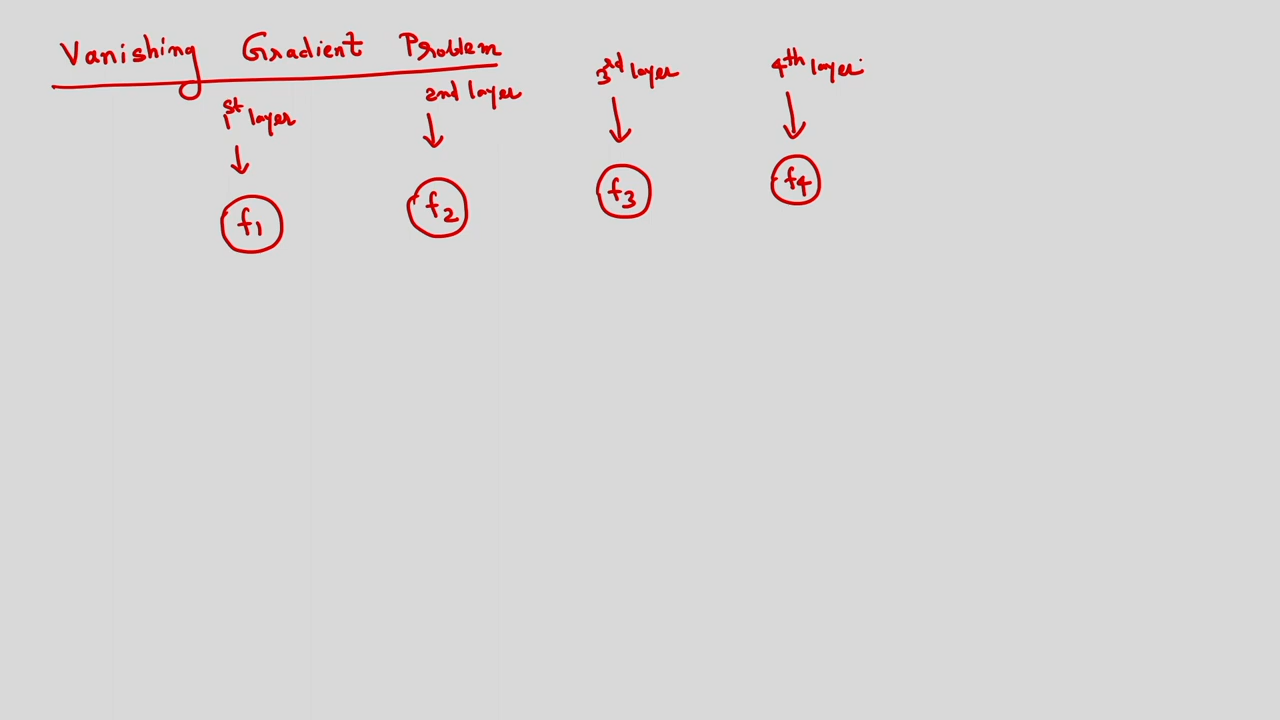 Vanishing Gradient Problem
1st layer
2nd layer
3rd layer
4th layer
f1
f2
f3
f4